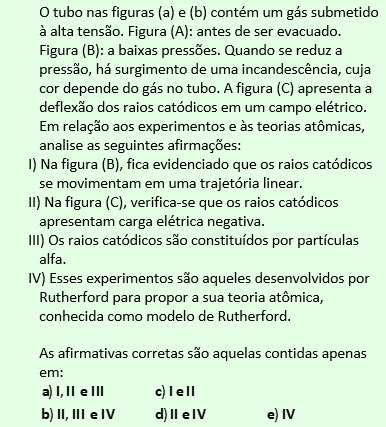 O tubo nas figuras (a) e (b) contém um gás submetido
à alta tensão. Figura (A): antes de ser evacuado.
Figura (B): a baixas pressões. Quando se reduz a
pressão, há surgimento de uma incandescência, cuja
cor depende do gás no tubo. A figura (C) apresenta a
deflexão dos raios catódicos em um campo elétrico.
Em relação aos experimentos e às teorias atômicas,
analise as seguintes afirmações:
I) Na figura (B), fica evidenciado que os raios catódicos
se movimentam em uma trajetória linear.
II) Na figura (C), verifica-se que os raios catódicos
apresentam carga elétrica negativa.
III) Os raios catódicos são constituídos por partículas
alfa.
IV) Esses experimentos são aqueles desenvolvidos por
Rutherford para propor a sua teoria atômica,
conhecida como modelo de Rutherford.
As afirmativas corretas são aquelas contidas apenas
em:
a) I, II e III c) I e II
b) II, III e IV d) II e IV e) IV